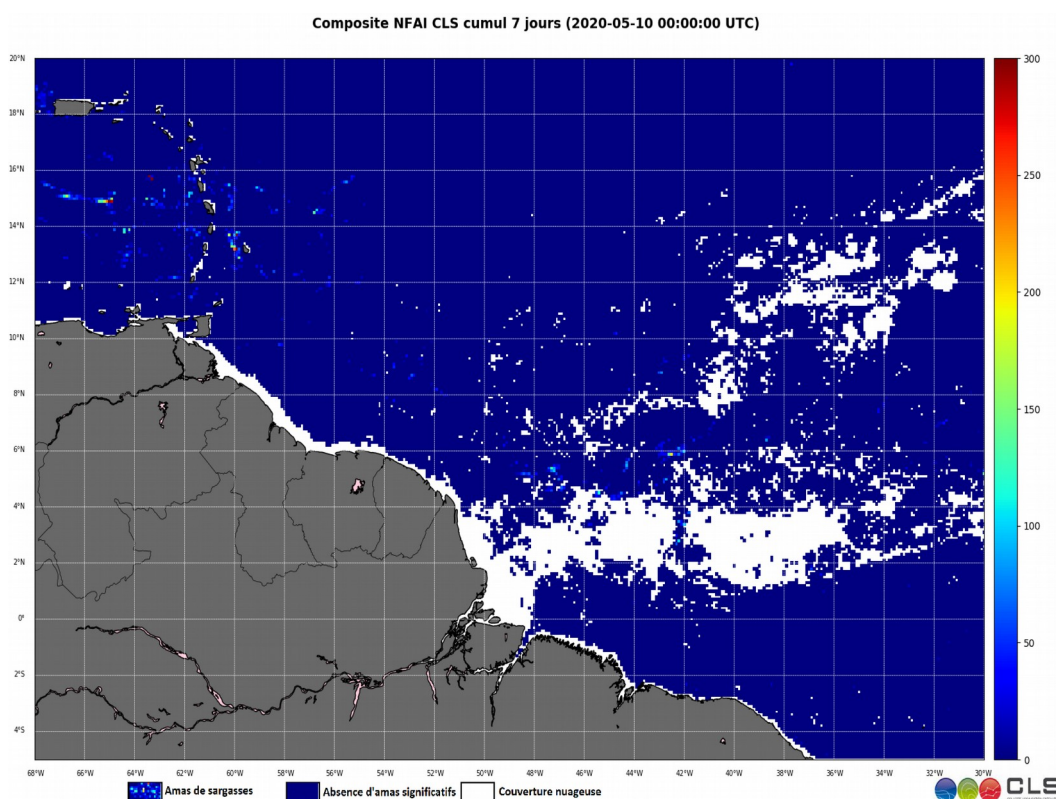 Composite NFAI CLS cumul 7 jours (2020-05-10 00:00:00 UTC)
20°N
18°N
16°N
14°N
12°N
10°N
8°N
6°N
4°N
2°N
0°
2°S
4°S
300
250
200
150
100
50
0
68°W 66°W 64°W 62°W 60°W 58°W 56°W 54°W 52°W 50°W 48°W 46°W 44°W 42°W 40°W 38°W 36°W 34°W 32°W 30°W
Amas de sargasses Absence d'amas significatifs Couverture nuageuse
CLS